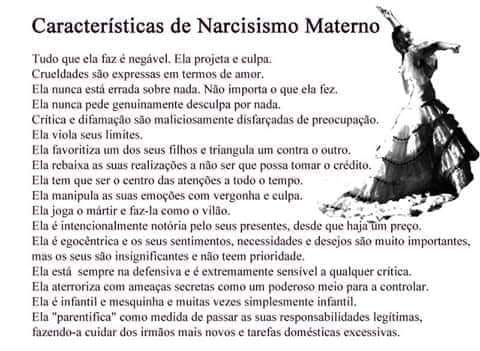 Características de Narcisismo Materno
Tudo que ela faz é negável. Ela projeta e culpa.
Crueldades são expressas em termos de amor.
Ela nunca está errada sobre nada. Não importa o que ela fez.
Ela nunca pede genuinamente desculpa por nada.
Crítica e difamação são maliciosamente disfarçadas de preocupação.
Ela viola seus limites.
Ela favoritiza um dos seus filhos e triangula um contra o outro.
Ela rebaixa as suas realizações a não ser que possa tomar o crédito.
Ela tem que ser o centro das atenções a todo o tempo.
Ela manipula as suas emoções com vergonha e culpa.
Ela joga o mártir e faz-la como o vilão.
Ela é intencionalmente notória pelo seus presentes, desde que haja um preço.
Ela é egocêntrica e os seus sentimentos, necessidades e desejos são muito importantes,
mas os seus são insignificantes e não teem prioridade.
Ela está sempre na defensiva e é extremamente sensível a qualquer crítica.
Ela aterroriza com ameaças secretas como um poderoso meio para a controlar.
Ela é infantil e mesquinha e muitas vezes simplesmente infantil.
Ela "parentifica" como medida de passar as suas responsabilidades legítimas,
fazendo-a cuidar dos irmãos mais novos e tarefas domésticas excessivas.